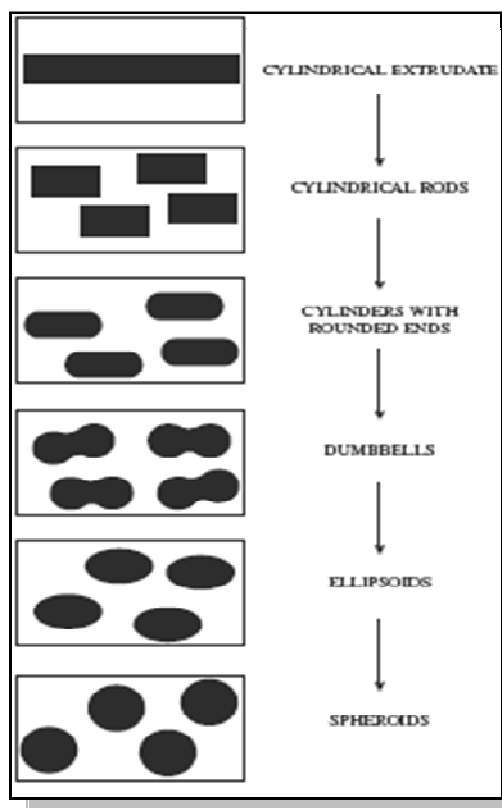 CYLINDRICAL EXTRUDATE
CYLINDRICAL RODS
CYLINDERS WITH
ROUNDED ENDS
DUMBBELLS
ELLIPSOIDS
SPHEROIDS